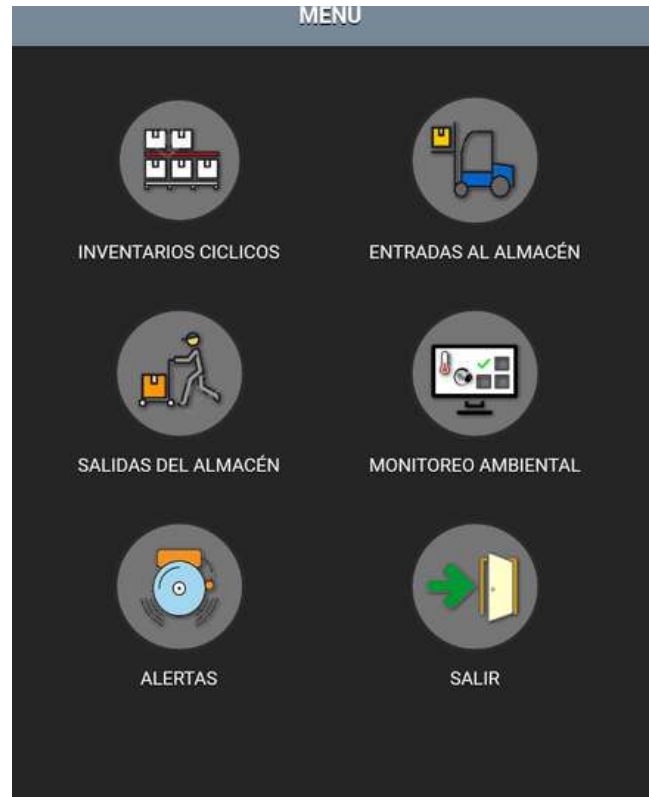 MENU
INVENTARIOS CICLICOS
ENTRADAS AL ALMACÉN
SALIDAS DEL ALMACÉN
MONITOREO AMBIENTAL
ALERTAS
SALIR